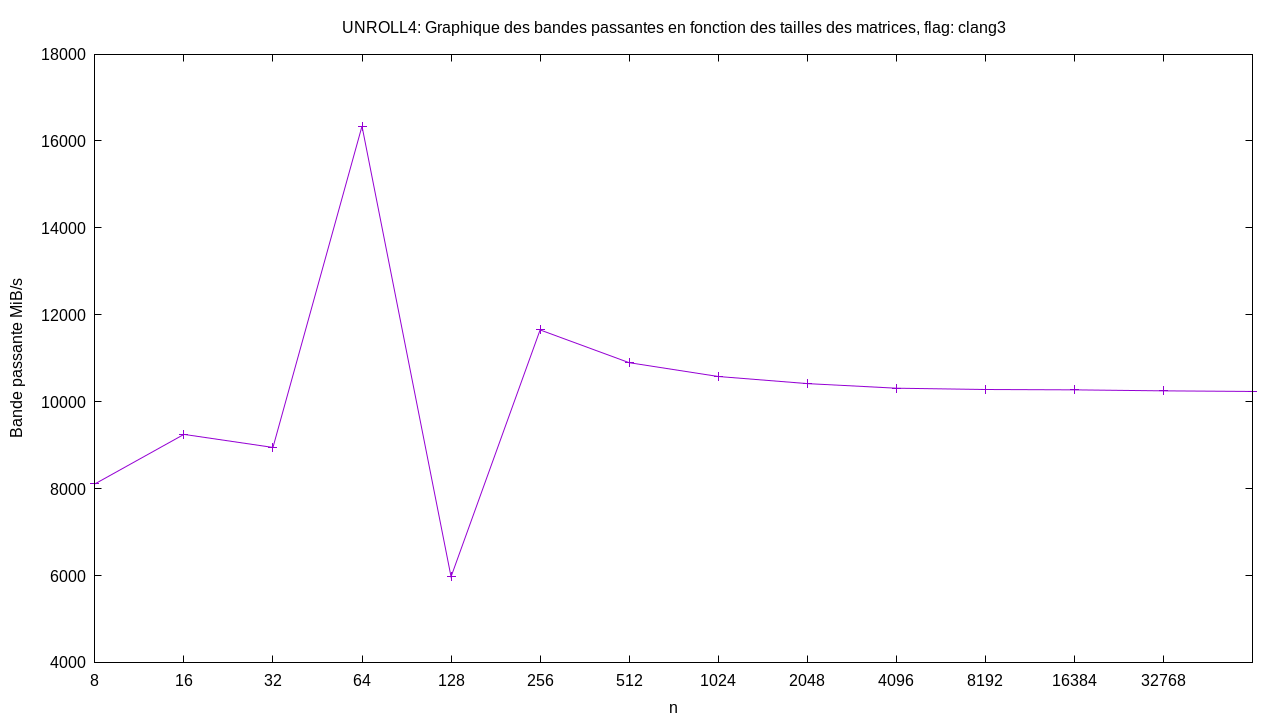 UNROLL4: Graphique des bandes passantes en fonction des tailles des matrices, flag: clang3
18000
16000
14000
12000
10000
8000
6000
4000
Bande passante MiB/s
8 16 32 64 128 256 512 1024 2048 4096 8192 16384 32768
n